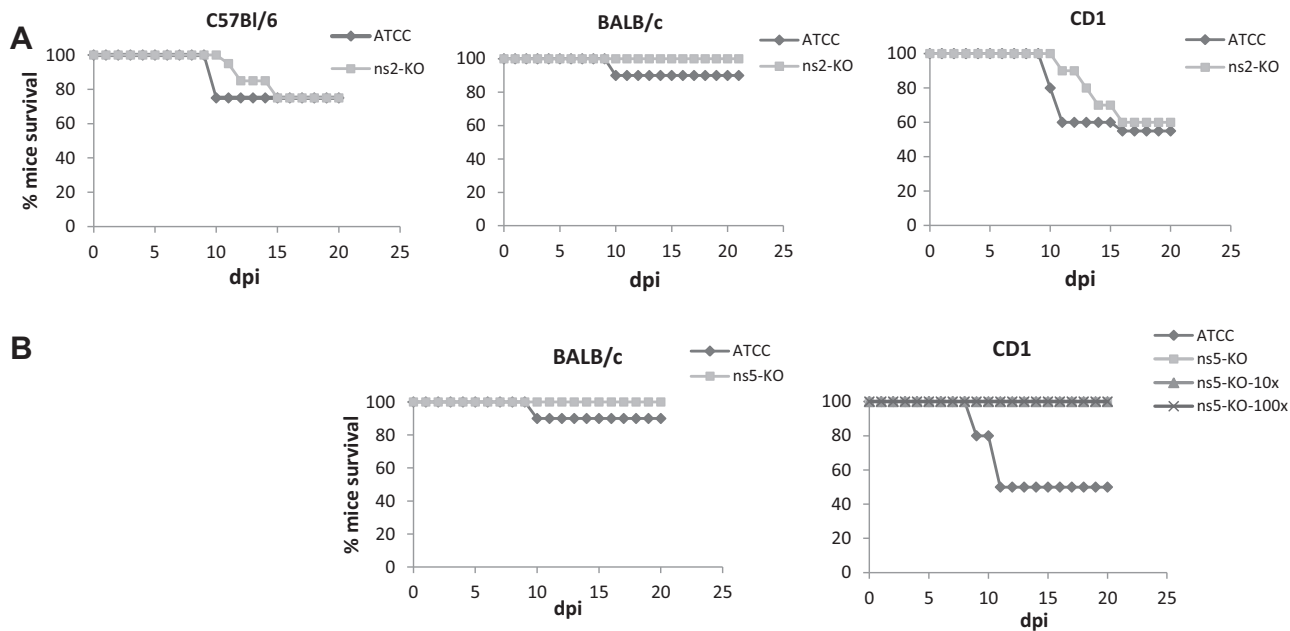 A
C57Bl/6
ATCC
ns2-KO
% mice survival
100
80
60
40
20
0
0 5 10 15 20 25
dpi
BALB/c
ATCC
ns2-KO
100
80
60
40
20
0
0 5 10 15 20 25
dpi
CD1
ATCC
ns2-KO
100
80
60
40
20
0
0 5 10 15 20 25
dpi
B
BALB/c
ATCC
ns5-KO
% mice survival
100
80
60
40
20
0
0 5 10 15 20 25
dpi
CD1
ATCC
ns5-KO
ns5-KO-10x
ns5-KO-100x
100
80
60
40
20
0
0 5 10 15 20 25
dpi